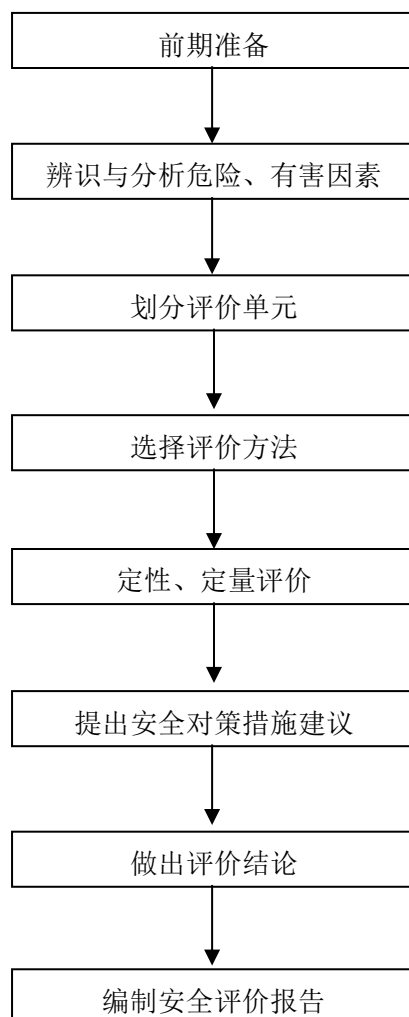 前期准备
辨识与分析危险、有害因素
划分评价单元
选择评价方法
定性、定量评价
提出安全对策措施建议
做出评价结论
编制安全评价报告